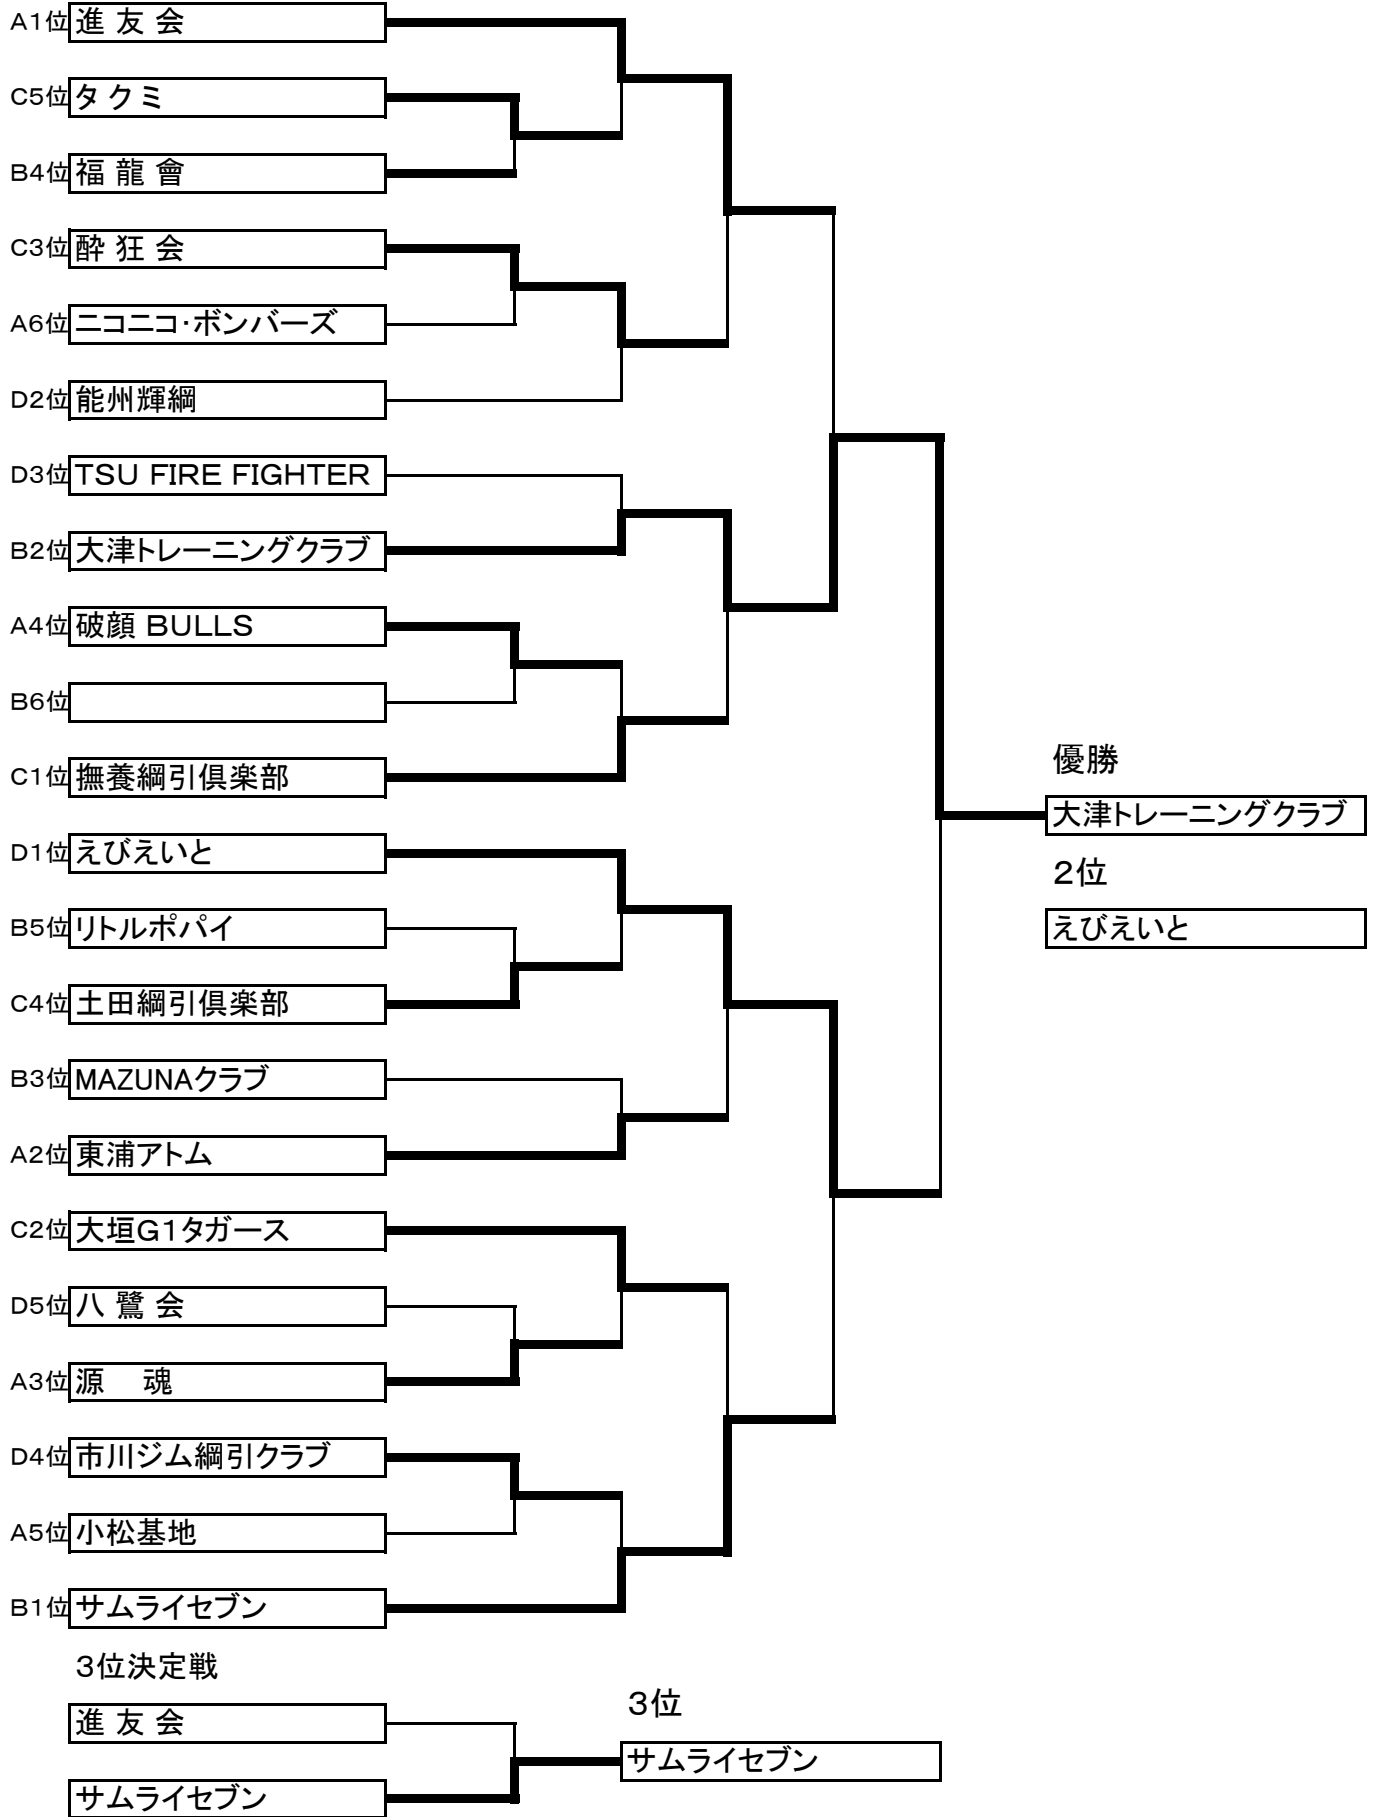 A1位 進 友 会
C5位 タ ク ミ
B4位 福 龍 會
C3位 酔 狂 会
A6位 ニコニコ・ボンバーズ
D2位 能州輝綱
D3位 TSU FIRE FIGHTER
B2位 大津トレーニングクラブ
A4位 破顔 BULLS
B6位
C1位 撫養綱引倶楽部
優勝
大津トレーニングクラブ
D1位 えびえいと
2位
B5位 リトルポパイ
えびえいと
C4位 土田綱引倶楽部
B3位 MAZUNAクラブ
A2位 東浦アトム
C2位 大垣G1タガース
D5位 八 鷺 会
A3位 源　魂
D4位 市川ジム綱引クラブ
A5位 小松基地
B1位 サムライセブン
3位決定戦
3位
進 友 会
サムライセブン
サムライセブン